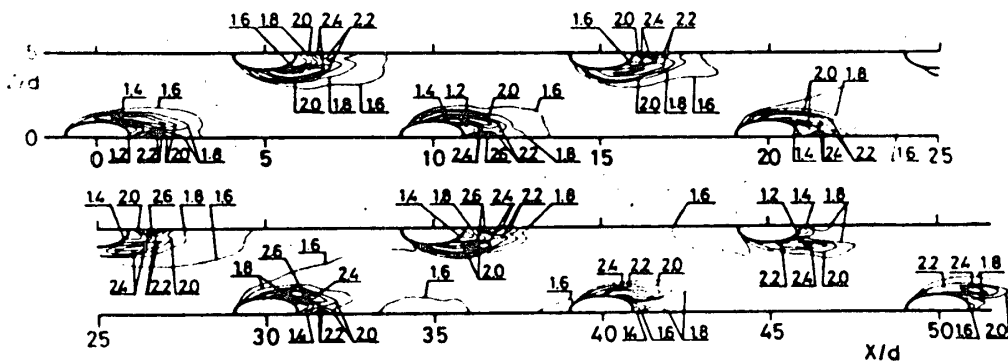 1.6 1.8 2.0 2.4 2.2 1.6 2.0 2.4 2.2
1.4 1.6 2.0 1.8 1.6 1.4 1.2 2.0 1.6 2.0 1.8 1.6 2.0 1.8
0
1.2 2.2 2.0 1.8 2.4 2.6 2.2 1.8 1.4 2.4 2.2 1.6
0 5 10 15 20 25
1.4 2.0 2.6 1.8 1.6 1.4 1.8 2.6 2.4 2.2 1.8 1.6 1.2 1.4 1.8
2.6 1.6 2.4 2.2 2.0 2.2 2.4 1.8
2.4 2.2 2.0 1.8 2.4 1.6 2.0 1.6 2.2 2.4 2.0
1.4 2.2 2.0 1.4 1.6 1.8 1.6 2.0
25 30 35 40 45 50
X/d